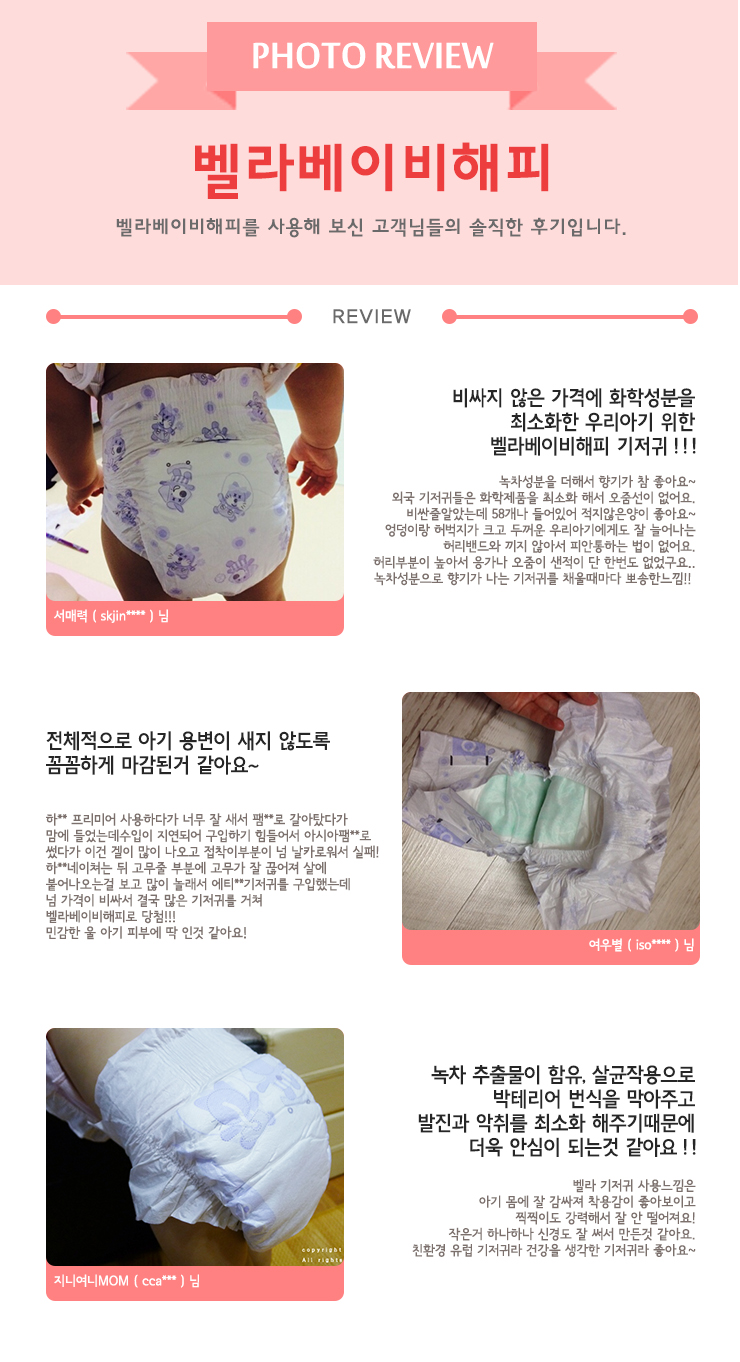 PHOTO REVIEW
벨라베이비해피
벨라베이비해피를 사용해 보신 고객님들의 솔직한 후기입니다.
REVIEW
비싸지 않은 가격에 화학성분을
최소화한 우리아기 위한
벨라베이비해피 기저귀 ! ! !
녹차성분을 더해서 향기가 참 좋아요~
외국 기저귀들은 화학제품을 최소화 해서 오줌선이 없어요.
비싼줄알았는데 58개나 들어있어 적지않은양이 좋아요~
엉덩이랑 허벅지가 크고 두꺼운 우리아기에게도 잘 늘어나는
허리밴드와 끼지 않아서 피안통하는 법이 없어요.
허리부분이 높아서 응가나 오줌이 샌적이 단 한번도 없었구요..
녹차성분으로 향기가 나는 기저귀를 채울때마다 뽀송한느낌!!
서매력 ( skjin**** ) 님
전체적으로 아기 용변이 새지 않도록
꼼꼼하게 마감된거 같아요~
하** 프리미어 사용하다가 너무 잘 새서 팸**로 갈아탔다가
맘에 들었는데수입이 지연되어 구입하기 힘들어서 아시아팸**로
썼다가 이건 겔이 많이 나오고 접착이부분이 넘 날카로워서 실패!
하**네이쳐는 뒤 고무줄 부분에 고무가 잘 끊어져 살에
붙어나오는걸 보고 많이 놀래서 에티**기저귀를 구입했는데
넘 가격이 비싸서 결국 많은 기저귀를 거쳐
벨라베이비해피로 당첨!!!
민감한 울 아기 피부에 딱 인것 같아요!
여우별 ( iso**** ) 님
녹차 추출물이 함유, 살균작용으로
박테리어 번식을 막아주고
발진과 악취를 최소화 해주기때문에
더욱 안심이 되는것 같아요 ! !
벨라 기저귀 사용느낌은
아기 몸에 잘 감싸져 착용감이 좋아보이고
찍찍이도 강력해서 잘 안 떨어져요!
작은거 하나하나 신경도 잘 써서 만든것 같아요.
친환경 유럽 기저귀라 건강을 생각한 기저귀라 좋아요~
copyright
All rights
지니여니MOM ( cca*** ) 님